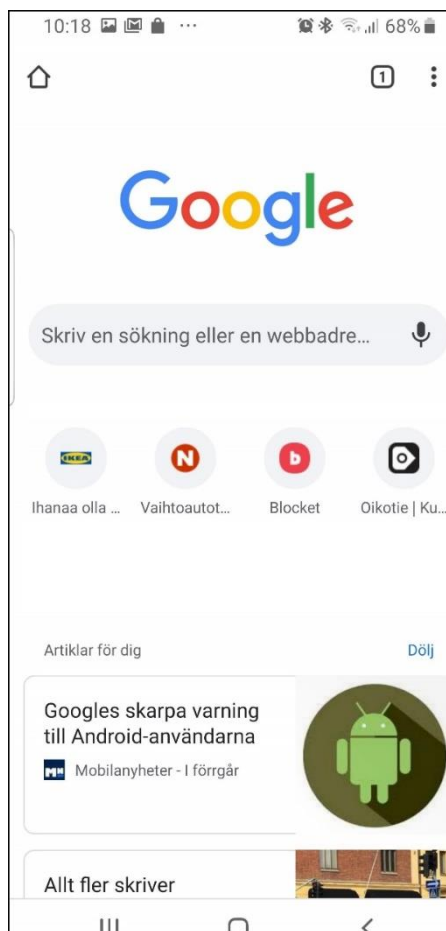 10:18 68%
1
Google
Skriv en sökning eller en webbadre...
IKEA N b
Ihanaa olla ... Vaihtoautot... Blocket Oikotie | Ku...
Artiklar för dig Dölj
Googles skarpa varning
till Android-användarna
Mobilanyheter - I förrgår
Allt fler skriver